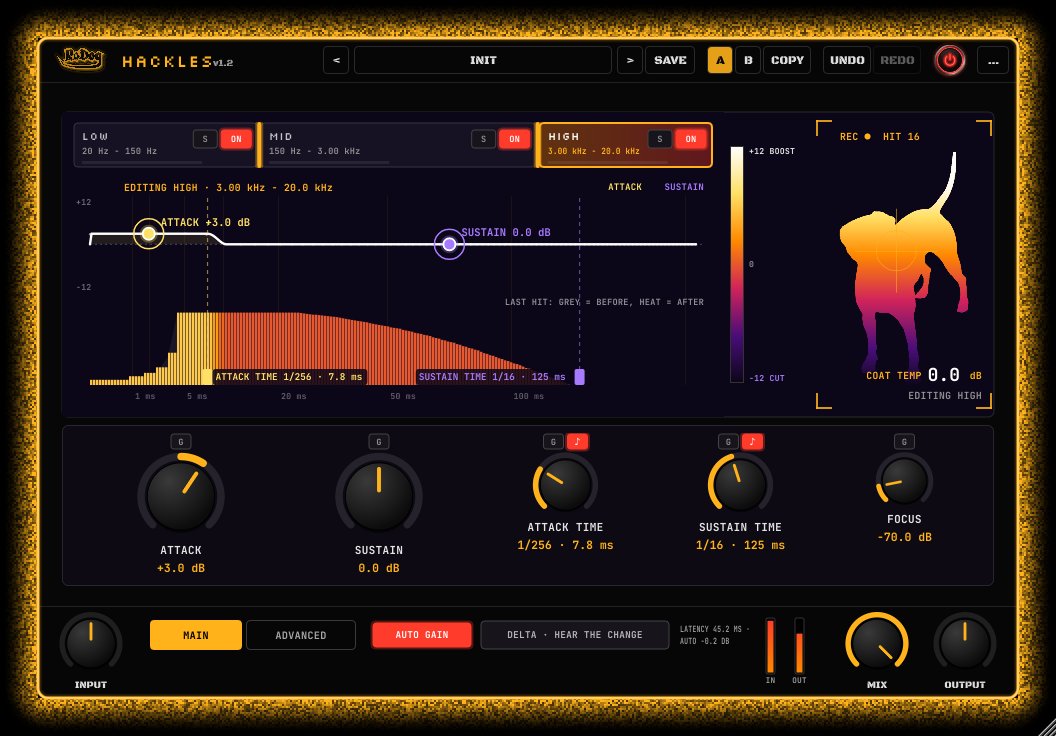 RaDog HACKLES v1.2 < INIT > SAVE A B COPY UNDO REDO ...
LOW S ON
20 Hz - 150 Hz
MID S ON
150 Hz - 3.00 kHz
HIGH S ON
3.00 kHz - 20.0 kHz
EDITING HIGH · 3.00 kHz - 20.0 kHz
ATTACK SUSTAIN
+12
ATTACK +3.0 dB
SUSTAIN 0.0 dB
-12
LAST HIT: GREY = BEFORE, HEAT = AFTER
ATTACK TIME 1/256 · 7.8 ms
SUSTAIN TIME 1/16 · 125 ms
1 ms 5 ms 20 ms 50 ms 100 ms
REC ● HIT 16
+12 BOOST
0
-12 CUT
COAT TEMP 0.0 dB
EDITING HIGH
G G G ♪ G ♪ G
ATTACK
+3.0 dB
SUSTAIN
0.0 dB
ATTACK TIME
1/256 · 7.8 ms
SUSTAIN TIME
1/16 · 125 ms
FOCUS
-70.0 dB
INPUT
MAIN ADVANCED AUTO GAIN DELTA · HEAR THE CHANGE
LATENCY 45.2 MS ·
AUTO -0.2 DB
IN OUT
MIX
OUTPUT